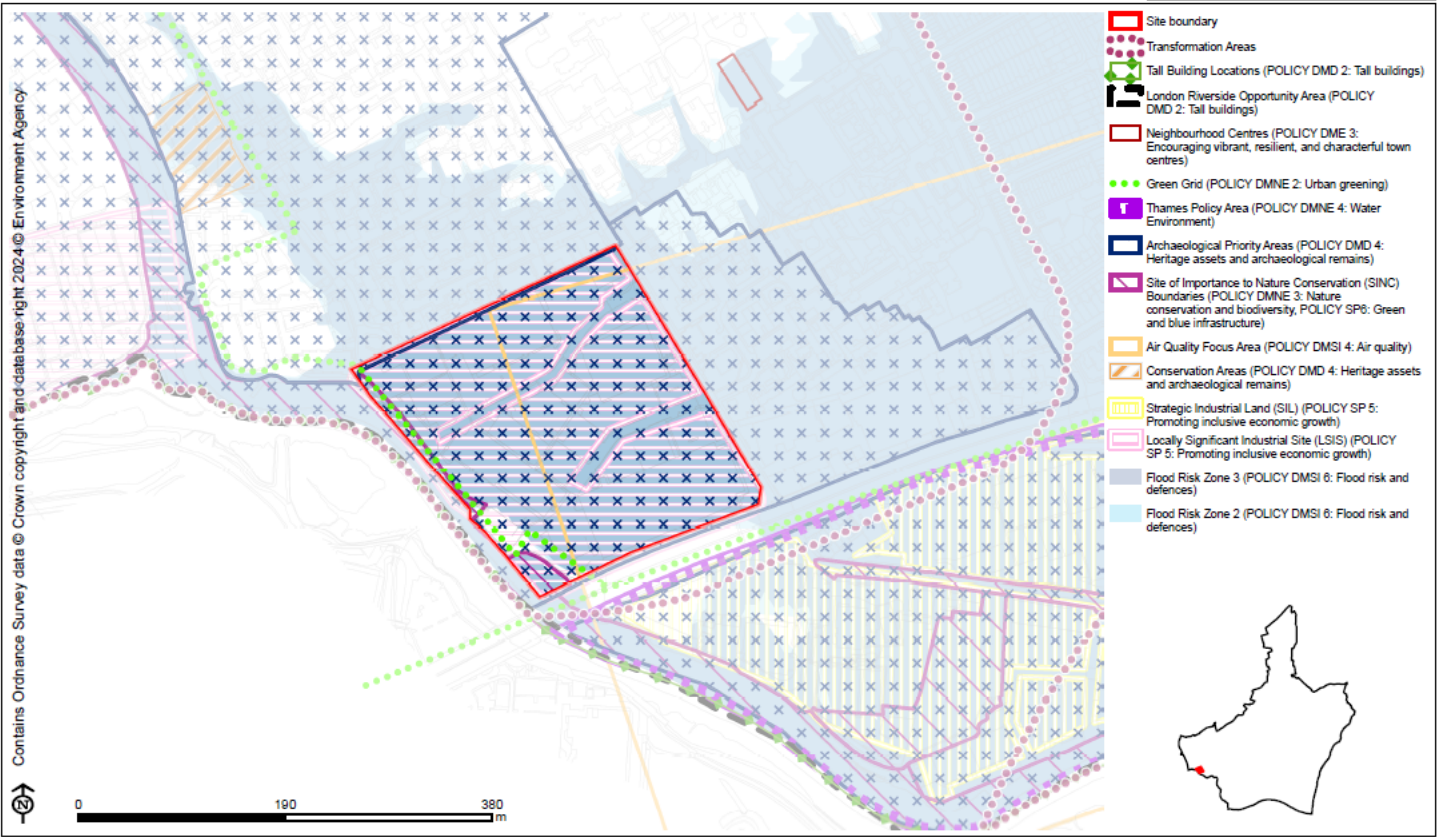 Contains Ordnance Survey data © Crown copyright and database right 2024 © Environment Agency
Site boundary
Transformation Areas
Tall Building Locations (POLICY DMD 2: Tall buildings)
London Riverside Opportunity Area (POLICY
DMD 2: Tall buildings)
Neighbourhood Centres (POLICY DME 3:
Encouraging vibrant, resilient, and characterful town
centres)
Green Grid (POLICY DMNE 2: Urban greening)
T
Thames Policy Area (POLICY DMNE 4: Water
Environment)
Archaeological Priority Areas (POLICY DMD 4:
Heritage assets and archaeological remains)
Site of Importance to Nature Conservation (SINC)
Boundaries (POLICY DMNE 3: Nature
conservation and biodiversity, POLICY SP6: Green
and blue infrastructure)
Air Quality Focus Area (POLICY DMSI 4: Air quality)
Conservation Areas (POLICY DMD 4: Heritage assets
and archaeological remains)
Strategic Industrial Land (SIL) (POLICY SP 5:
Promoting inclusive economic growth)
Locally Significant Industrial Site (LSIS) (POLICY
SP 5: Promoting inclusive economic growth)
Flood Risk Zone 3 (POLICY DMSI 6: Flood risk and
defences)
Flood Risk Zone 2 (POLICY DMSI 6: Flood risk and
defences)
N
0 190 380
m